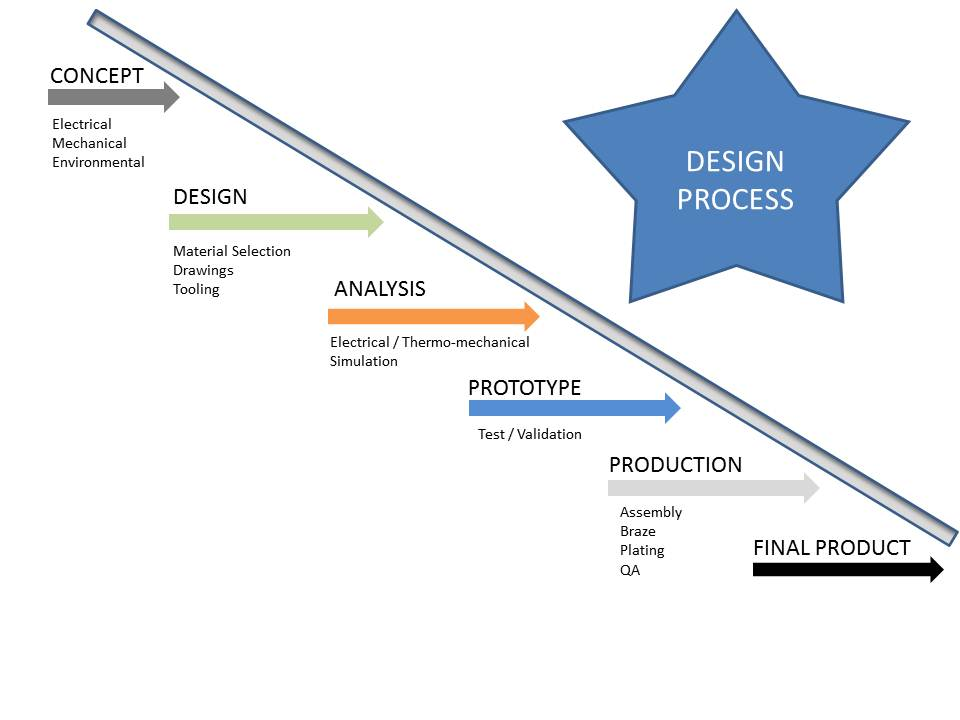 CONCEPT
Electrical
Mechanical
Environmental
DESIGN
PROCESS
DESIGN
Material Selection
Drawings
Tooling
ANALYSIS
Electrical / Thermo-mechanical
Simulation
PROTOTYPE
Test / Validation
PRODUCTION
Assembly
Braze
Plating
QA
FINAL PRODUCT